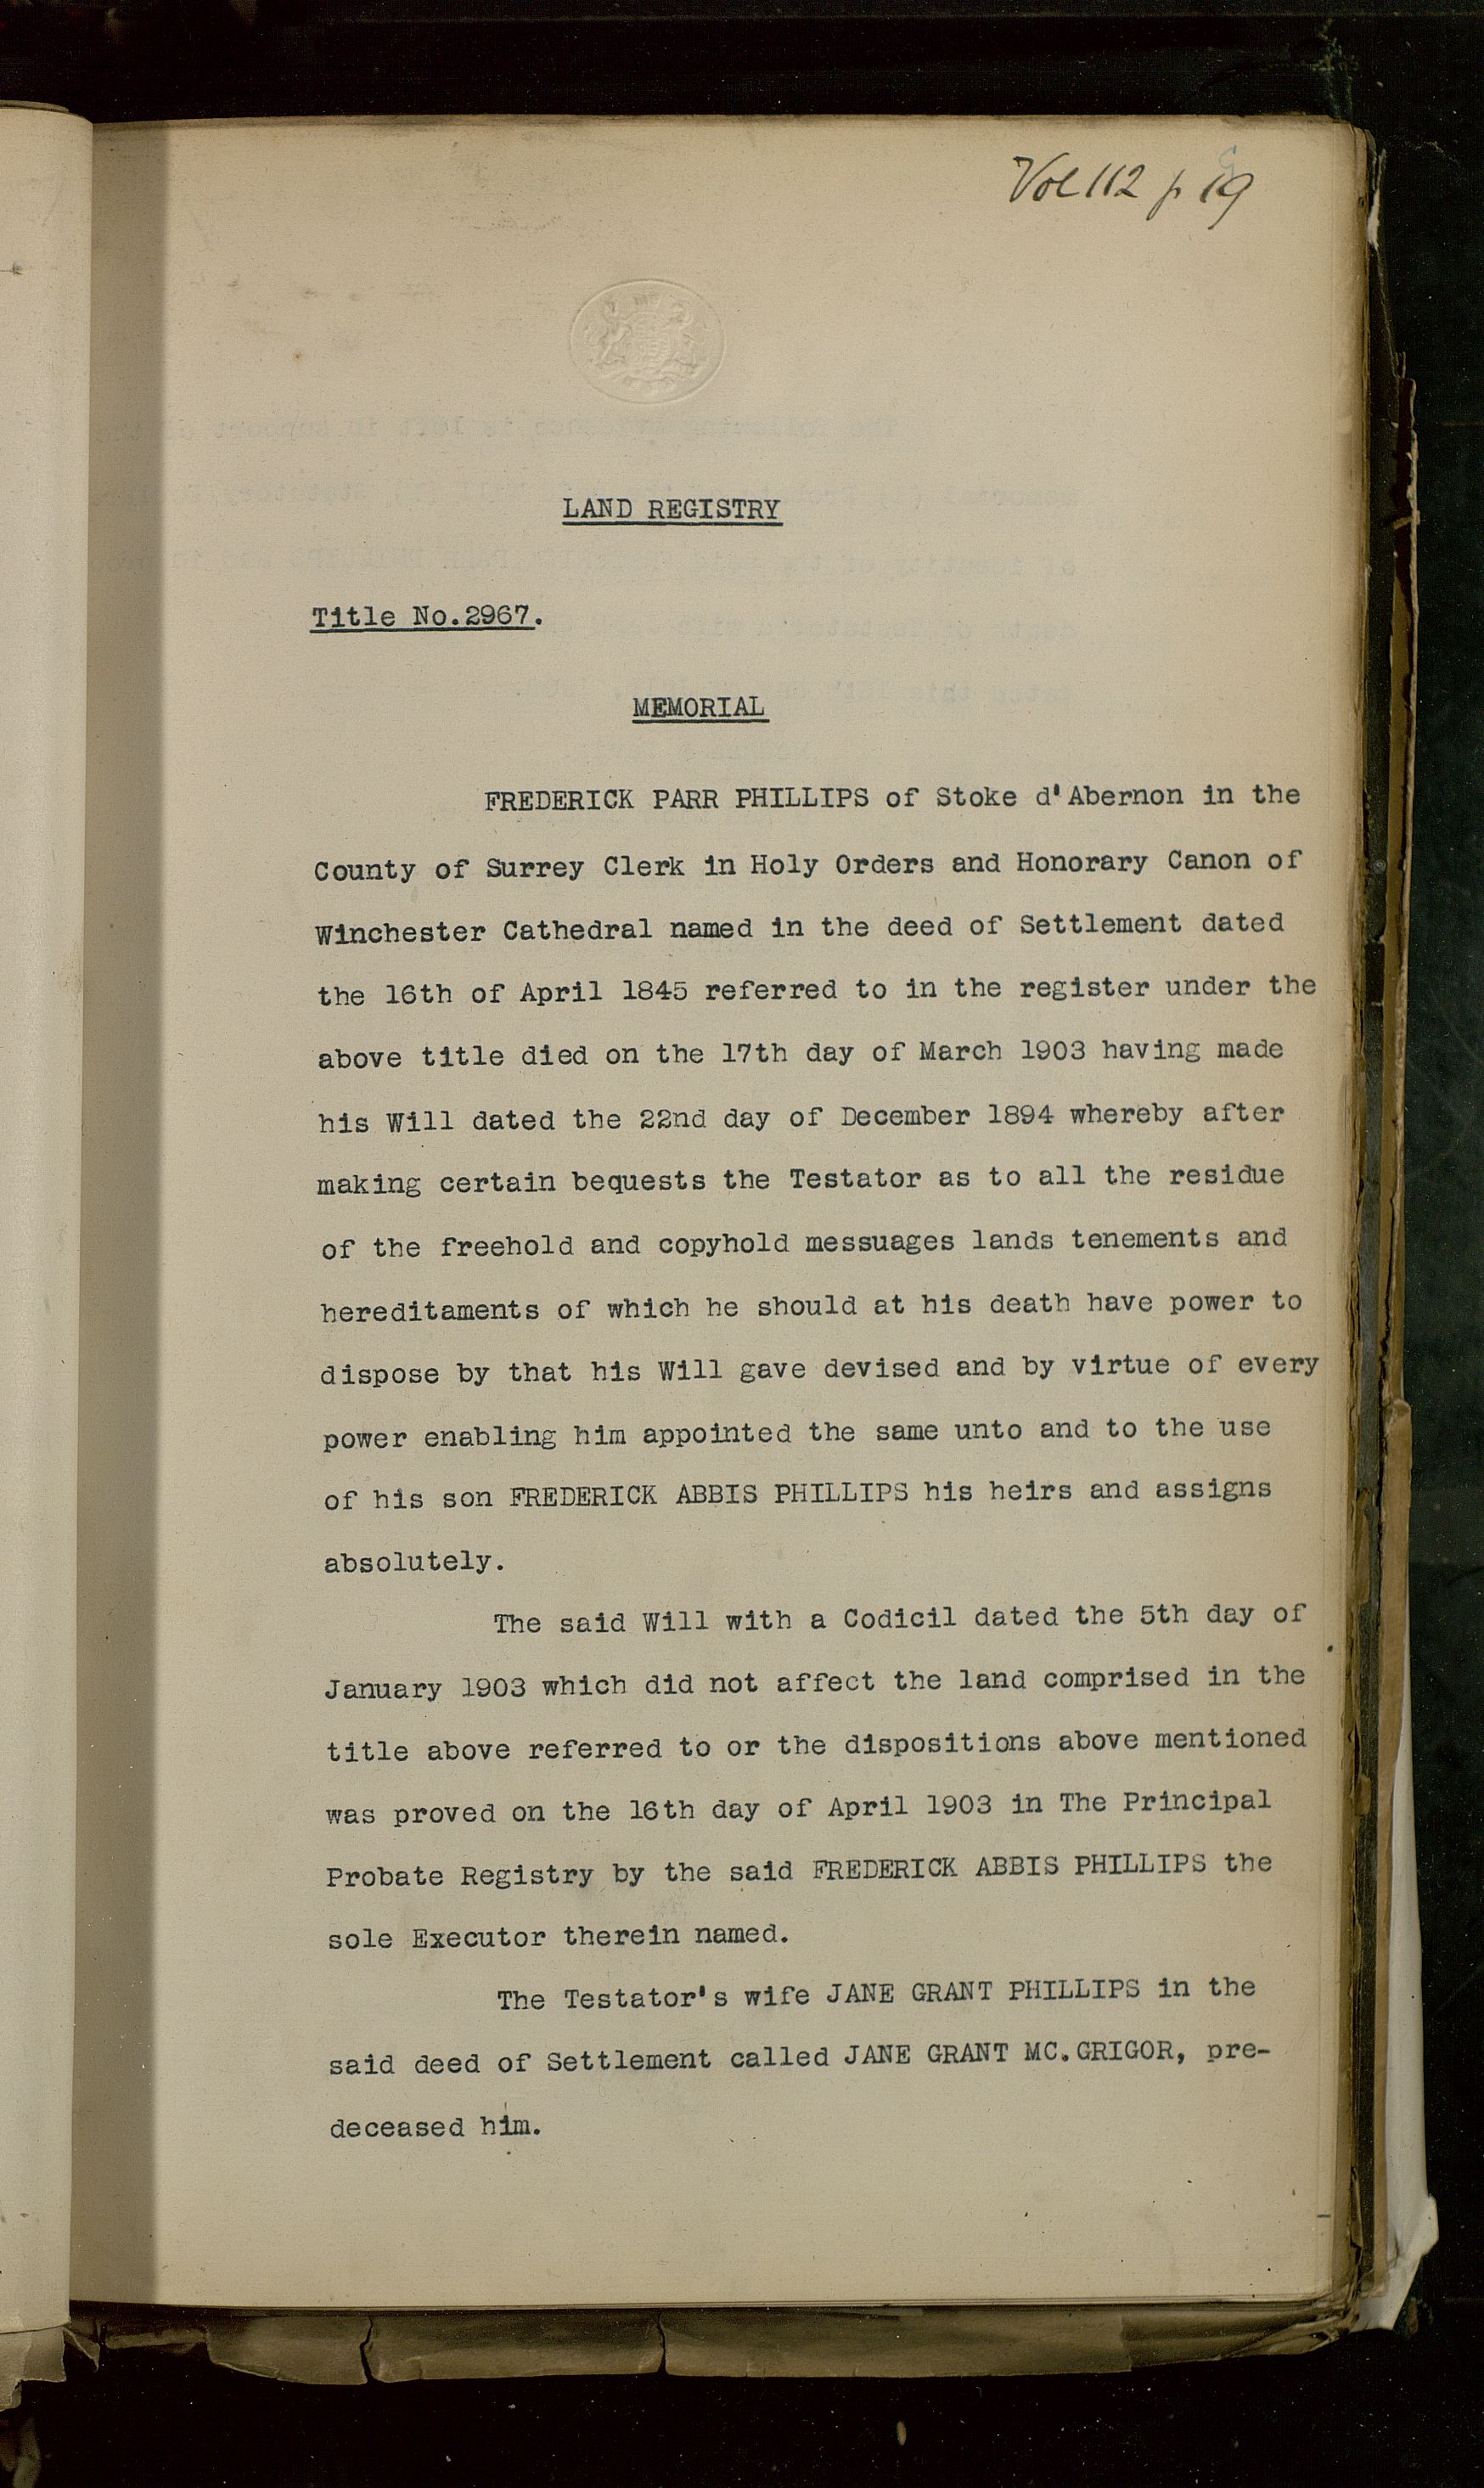 Vol 112 p 19
LAND REGISTRY
Title No.2967.
MEMORIAL
FREDERICK PARR PHILLIPS of Stoke d'Abernon in the
County of Surrey Clerk in Holy Orders and Honorary Canon of
Winchester Cathedral named in the deed of Settlement dated
the 16th of April 1845 referred to in the register under the
above title died on the 17th day of March 1903 having made
his Will dated the 22nd day of December 1894 whereby after
making certain bequests the Testator as to all the residue
of the freehold and copyhold messuages lands tenements and
hereditaments of which he should at his death have power to
dispose by that his Will gave devised and by virtue of every
power enabling him appointed the same unto and to the use
of his son FREDERICK ABBIS PHILLIPS his heirs and assigns
absolutely.
The said Will with a Codicil dated the 5th day of
January 1903 which did not affect the land comprised in the
title above referred to or the dispositions above mentioned
was proved on the 16th day of April 1903 in The Principal
Probate Registry by the said FREDERICK ABBIS PHILLIPS the
sole Executor therein named.
The Testator's wife JANE GRANT PHILLIPS in the
said deed of Settlement called JANE GRANT MC.GRIGOR, pre-
deceased him.